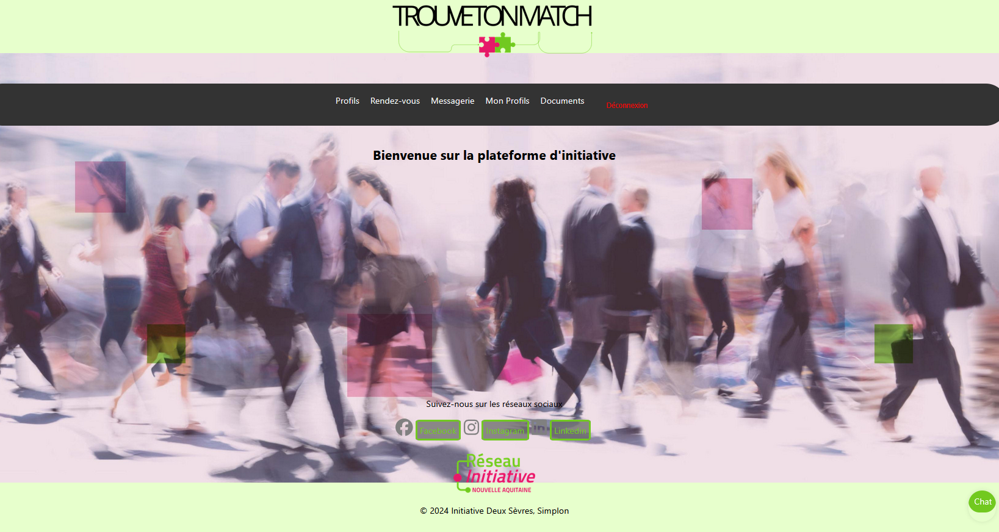 TROUVETONMATCH
Profils Rendez-vous Messagerie Mon Profils Documents Déconnexion
Bienvenue sur la plateforme d'initiative
Suivez-nous sur les réseaux sociaux
Facebook Instagram in Linkedin
Réseau
Initiative
NOUVELLE AQUITAINE
Chat
© 2024 Initiative Deux Sèvres, Simplon